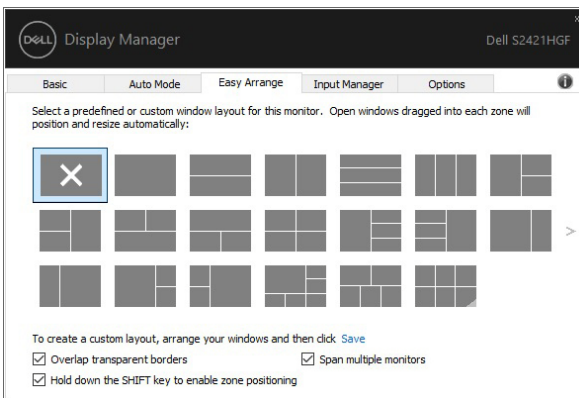 DELL Display Manager
Dell S2421HGF
Basic Auto Mode Easy Arrange Input Manager Options
Select a predefined or custom window layout for this monitor. Open windows dragged into each zone will
position and resize automatically:
To create a custom layout, arrange your windows and then click Save
Overlap transparent borders
Span multiple monitors
Hold down the SHIFT key to enable zone positioning